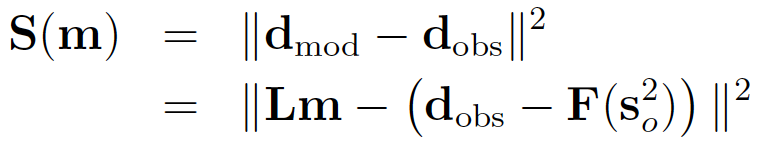 S(m) = ‖d_mod − d_obs‖²
= ‖Lm − (d_obs − F(s_o²)) ‖²